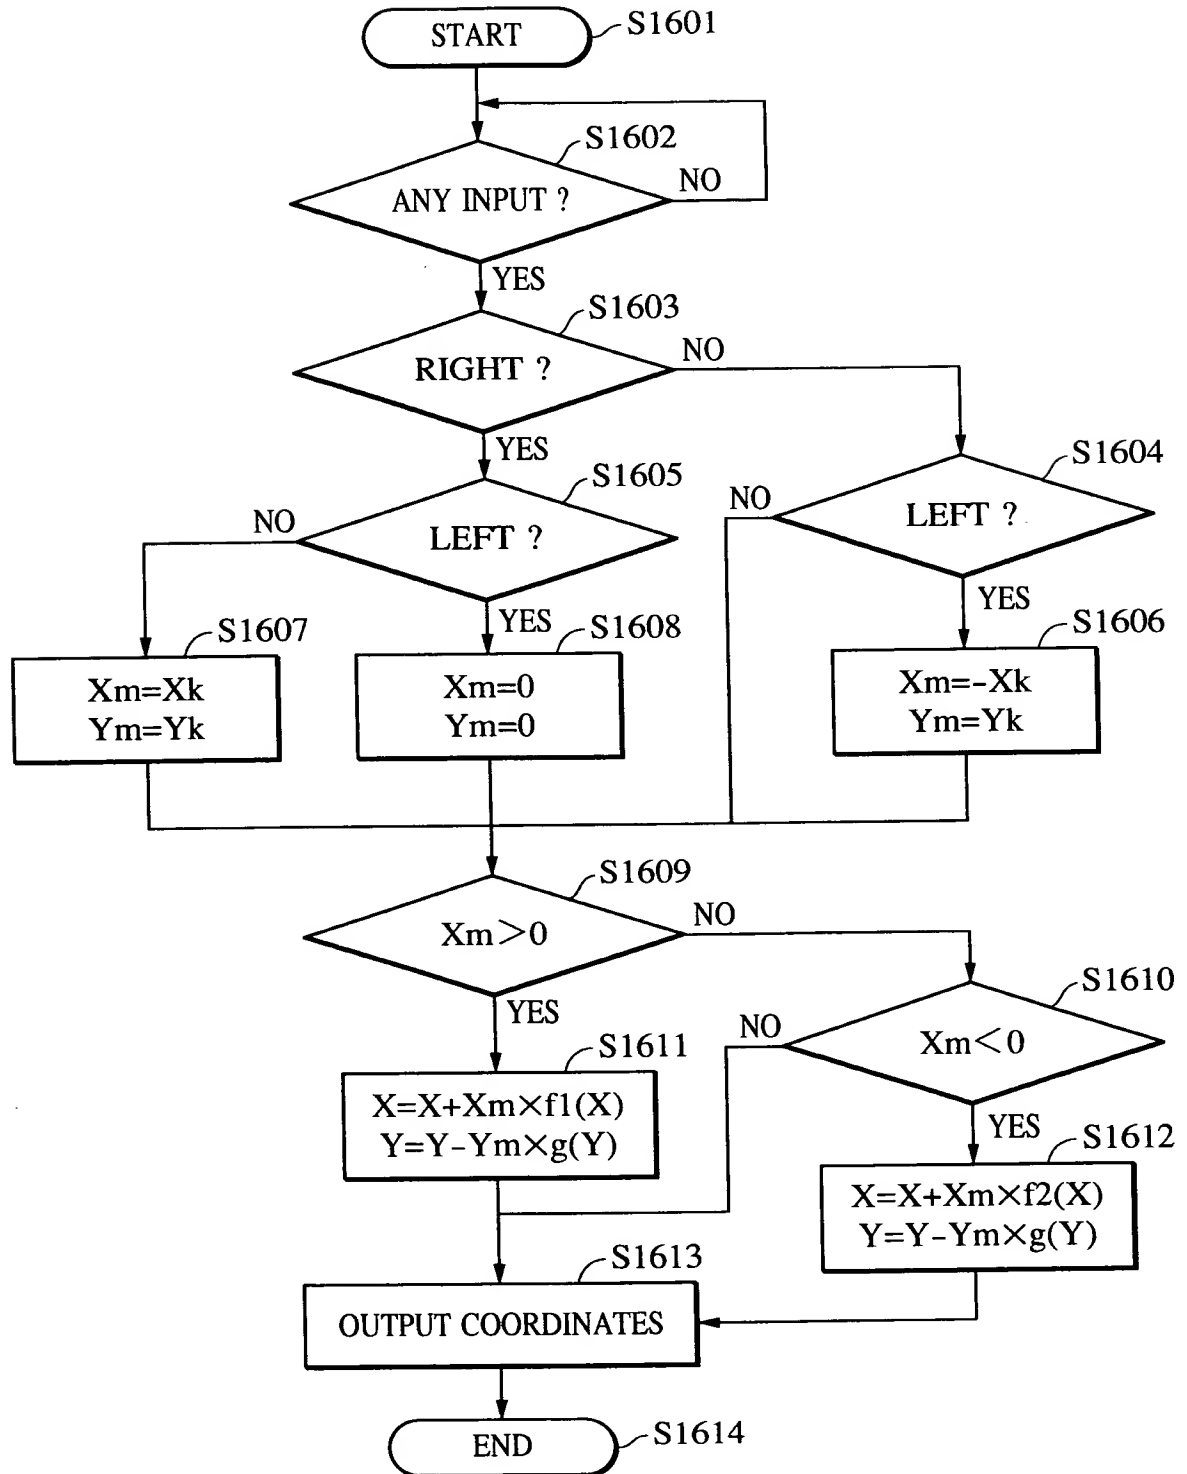 START
S1601
S1602
ANY INPUT ?
NO
YES
S1603
RIGHT ?
NO
YES
S1604
LEFT ?
NO
YES
S1605
LEFT ?
NO
YES
S1607
Xm=Xk
Ym=Yk
S1608
Xm=0
Ym=0
S1606
Xm=-Xk
Ym=Yk
S1609
Xm>0
NO
YES
S1610
Xm<0
NO
YES
S1611
X=X+Xm×f1(X)
Y=Y-Ym×g(Y)
S1612
X=X+Xm×f2(X)
Y=Y-Ym×g(Y)
S1613
OUTPUT COORDINATES
END
S1614